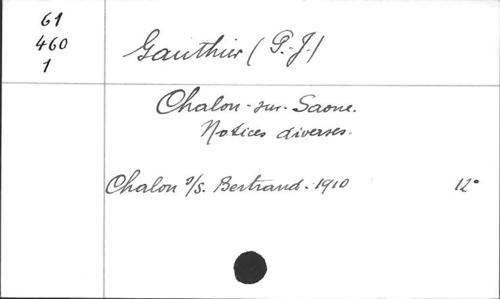 61
460
1
Gauthier (P.-J.)
Chalon-sur-Saone.
Notices diverses.
Chalon s/s. Bertrand. 1910 12°